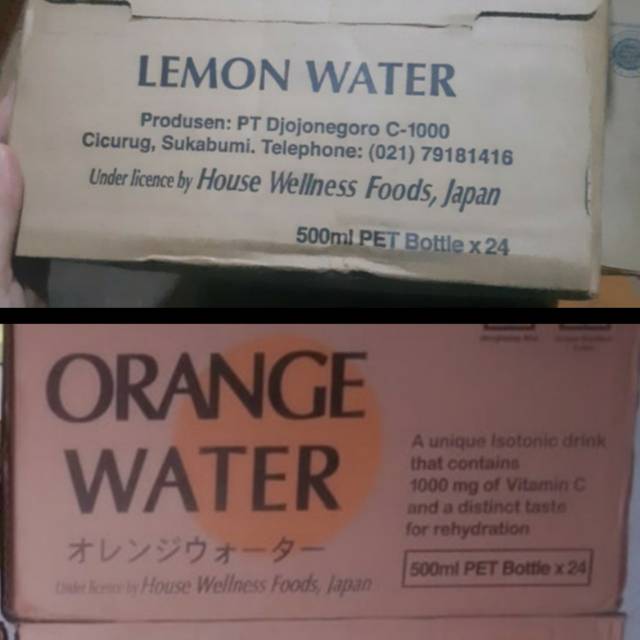 LEMON WATER
Produsen: PT Djojonegoro C-1000
Cicurug, Sukabumi. Telephone: (021) 79181416
Under licence by House Wellness Foods, Japan
500ml PET Bottle x 24
ORANGE
WATER
A unique Isotonic drink
that contains
1000 mg of Vitamin C
and a distinct taste
for rehydration
オレンジウォーター
Under licence by House Wellness Foods, Japan
500ml PET Bottle x 24